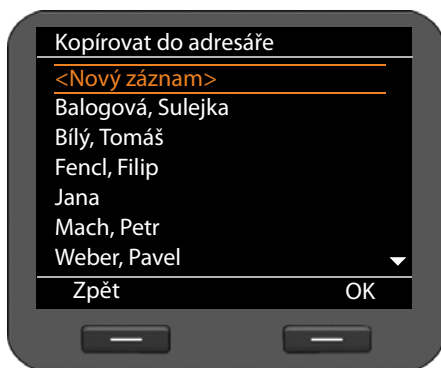 Kopírovat do adresáře
<Nový záznam>
Balogová, Sulejka
Bílý, Tomáš
Fencl, Filip
Jana
Mach, Petr
Weber, Pavel
Zpět OK